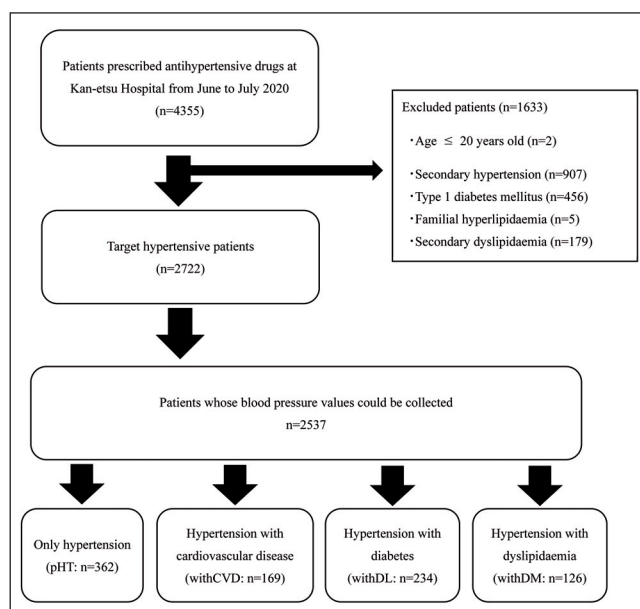 Patients prescribed antihypertensive drugs at
Kan-etsu Hospital from June to July 2020
(n=4355)
Excluded patients (n=1633)
・Age ≦ 20 years old (n=2)
・Secondary hypertension (n=907)
・Type 1 diabetes mellitus (n=456)
・Familial hyperlipidaemia (n=5)
・Secondary dyslipidaemia (n=179)
Target hypertensive patients
(n=2722)
Patients whose blood pressure values could be collected
n=2537
Only hypertension
(pHT: n=362)
Hypertension with
cardiovascular disease
(withCVD: n=169)
Hypertension with
diabetes
(withDL: n=234)
Hypertension with
dyslipidaemia
(withDM: n=126)